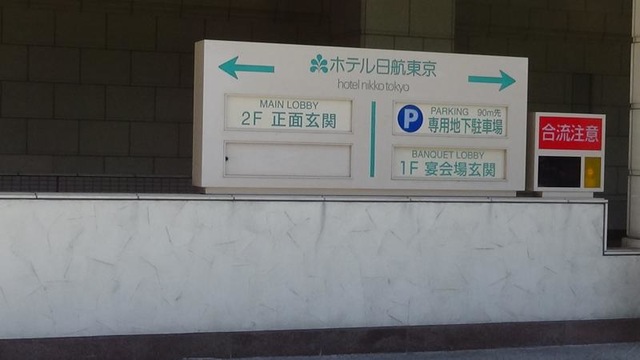 ホテル日航東京
hotel nikko tokyo
MAIN LOBBY
2F 正面玄関
P
PARKING 90m先
専用地下駐車場
BANQUET LOBBY
1F 宴会場玄関
合流注意